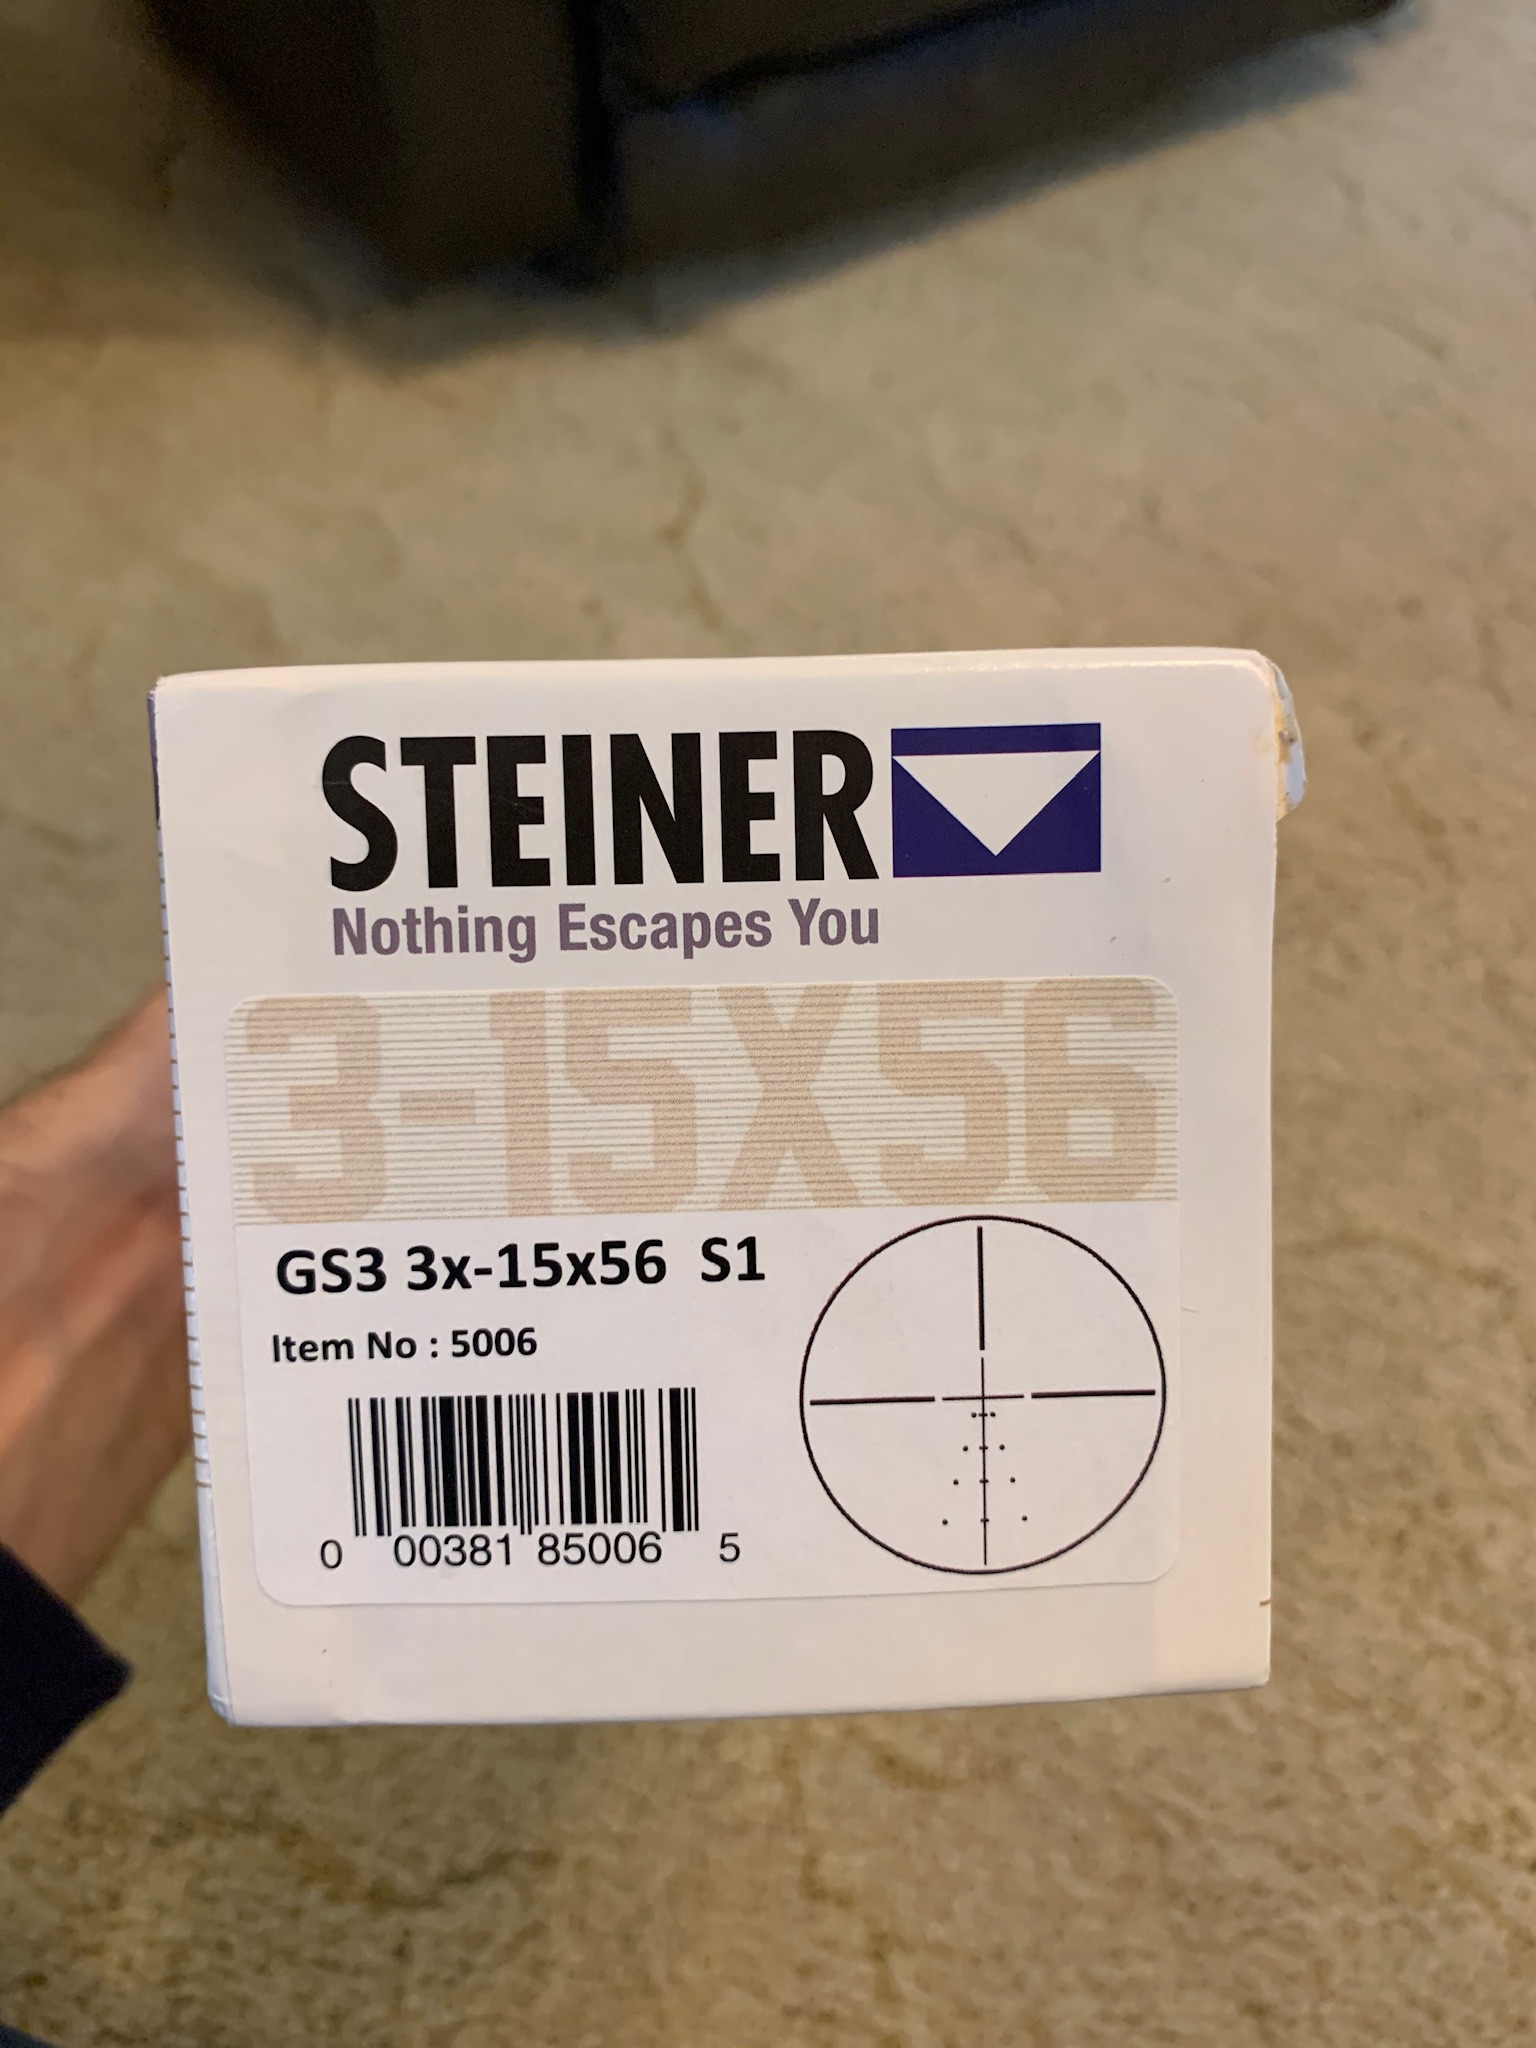 STEINER
Nothing Escapes You
3-15X56
GS3 3x-15x56 S1
Item No : 5006
0 00381 85006 5